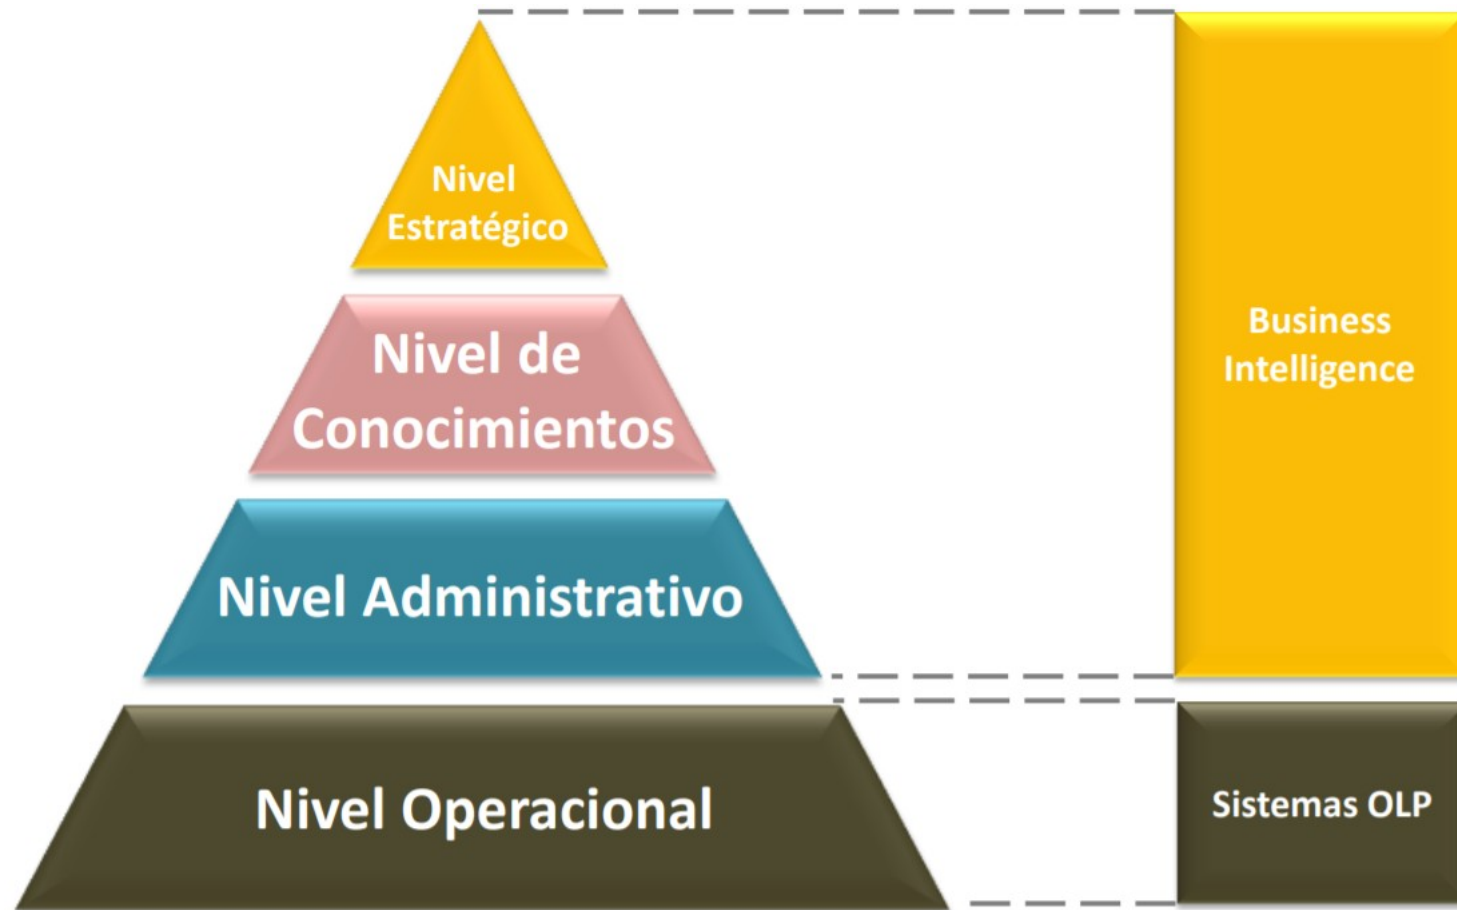 Nivel
Estratégico
Nivel de
Conocimientos
Nivel Administrativo
Nivel Operacional
Business
Intelligence
Sistemas OLP